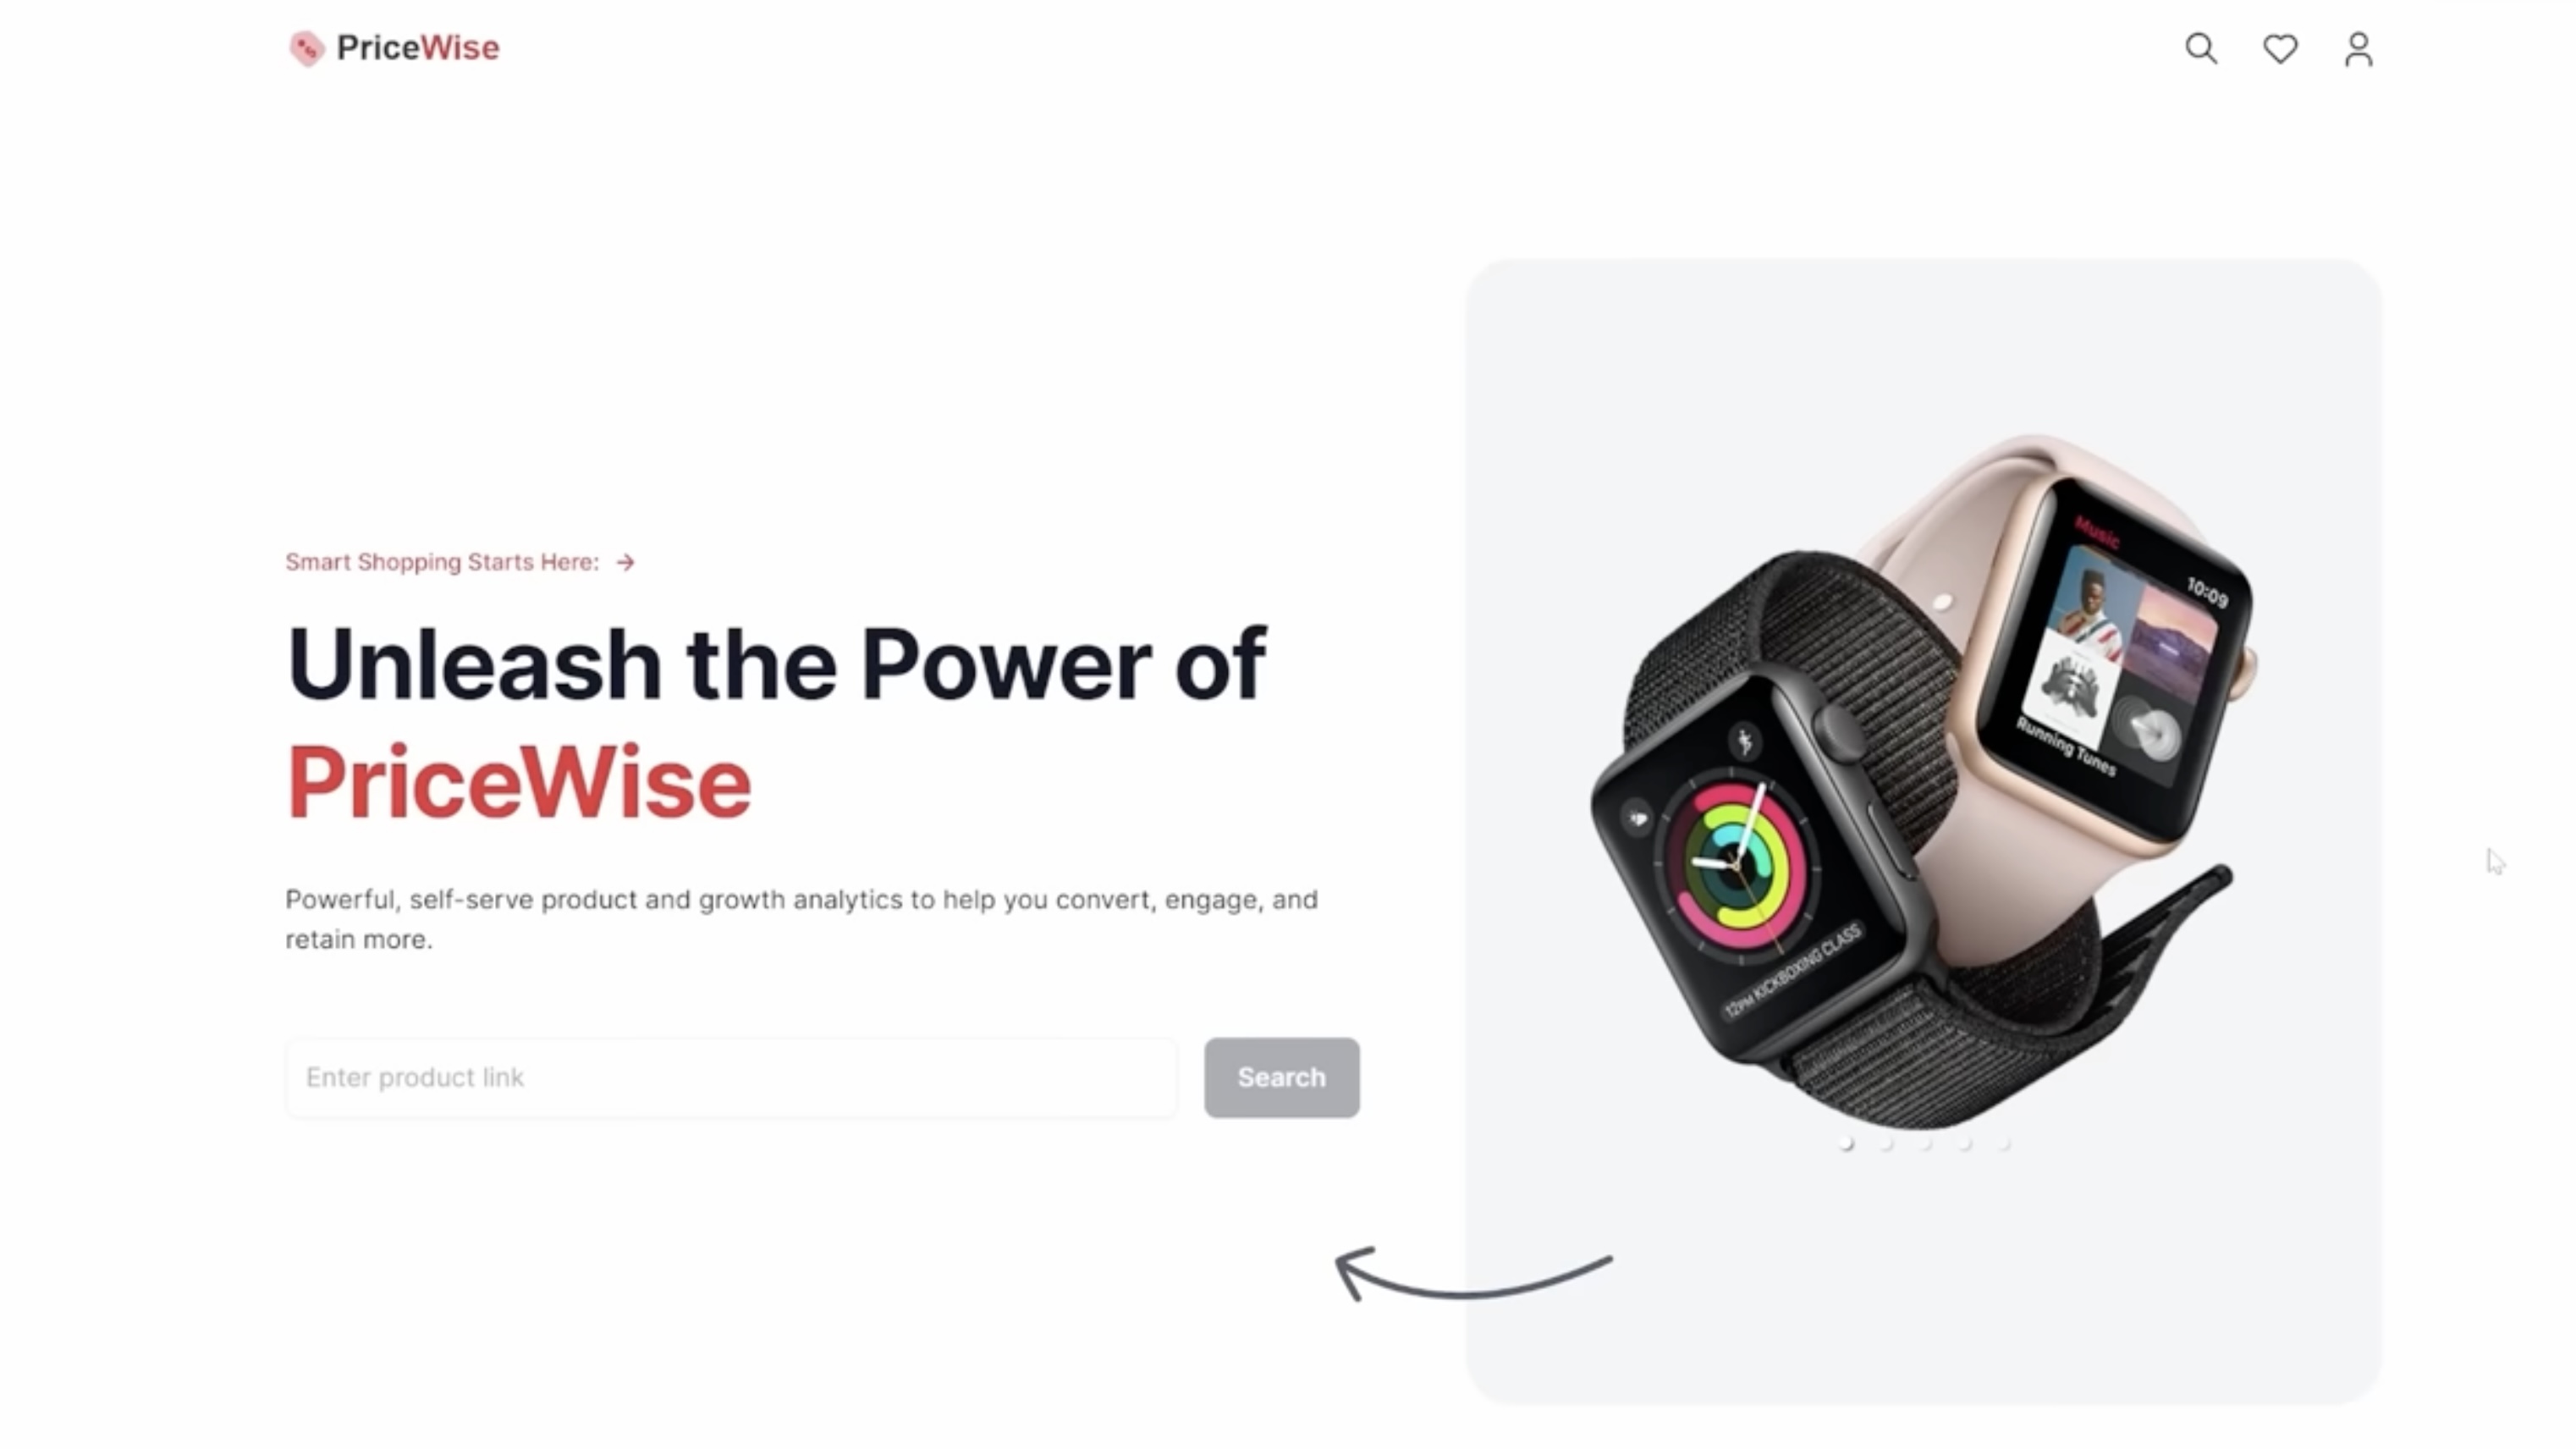 PriceWise
Smart Shopping Starts Here:
Unleash the Power of
PriceWise
Powerful, self-serve product and growth analytics to help you convert, engage, and
retain more.
Enter product link
Search
Music
10:09
Running Tunes
12PM KICKBOXING CLASS